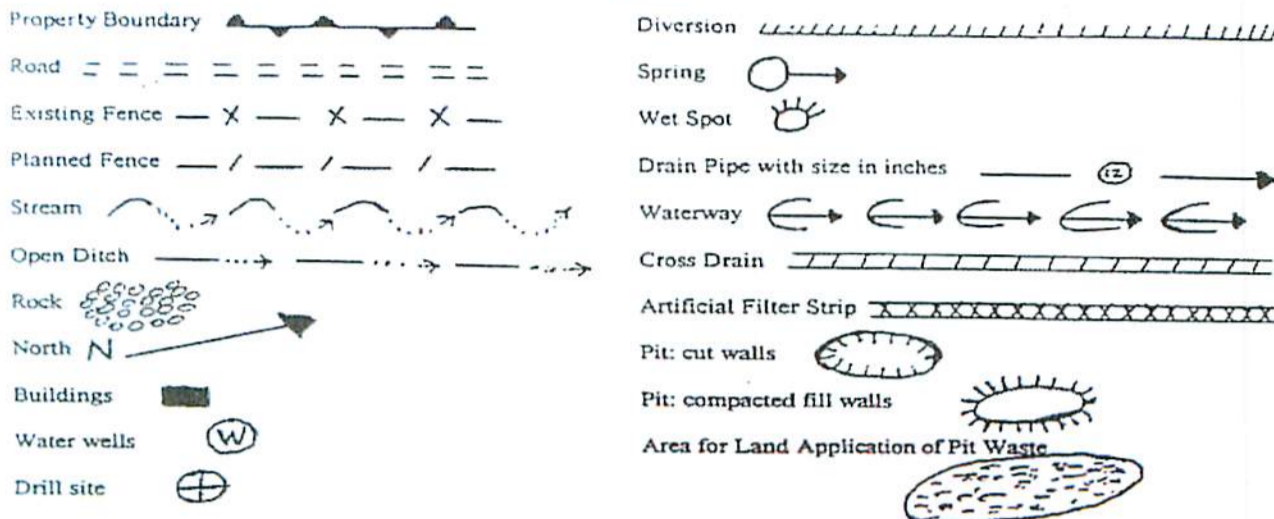 Property Boundary
Road
Existing Fence
Planned Fence
Stream
Open Ditch
Rock
North N
Buildings
Water wells W
Drill site
Diversion
Spring
Wet Spot
Drain Pipe with size in inches 12
Waterway
Cross Drain
Artificial Filter Strip
Pit: cut walls
Pit: compacted fill walls
Area for Land Application of Pit Waste